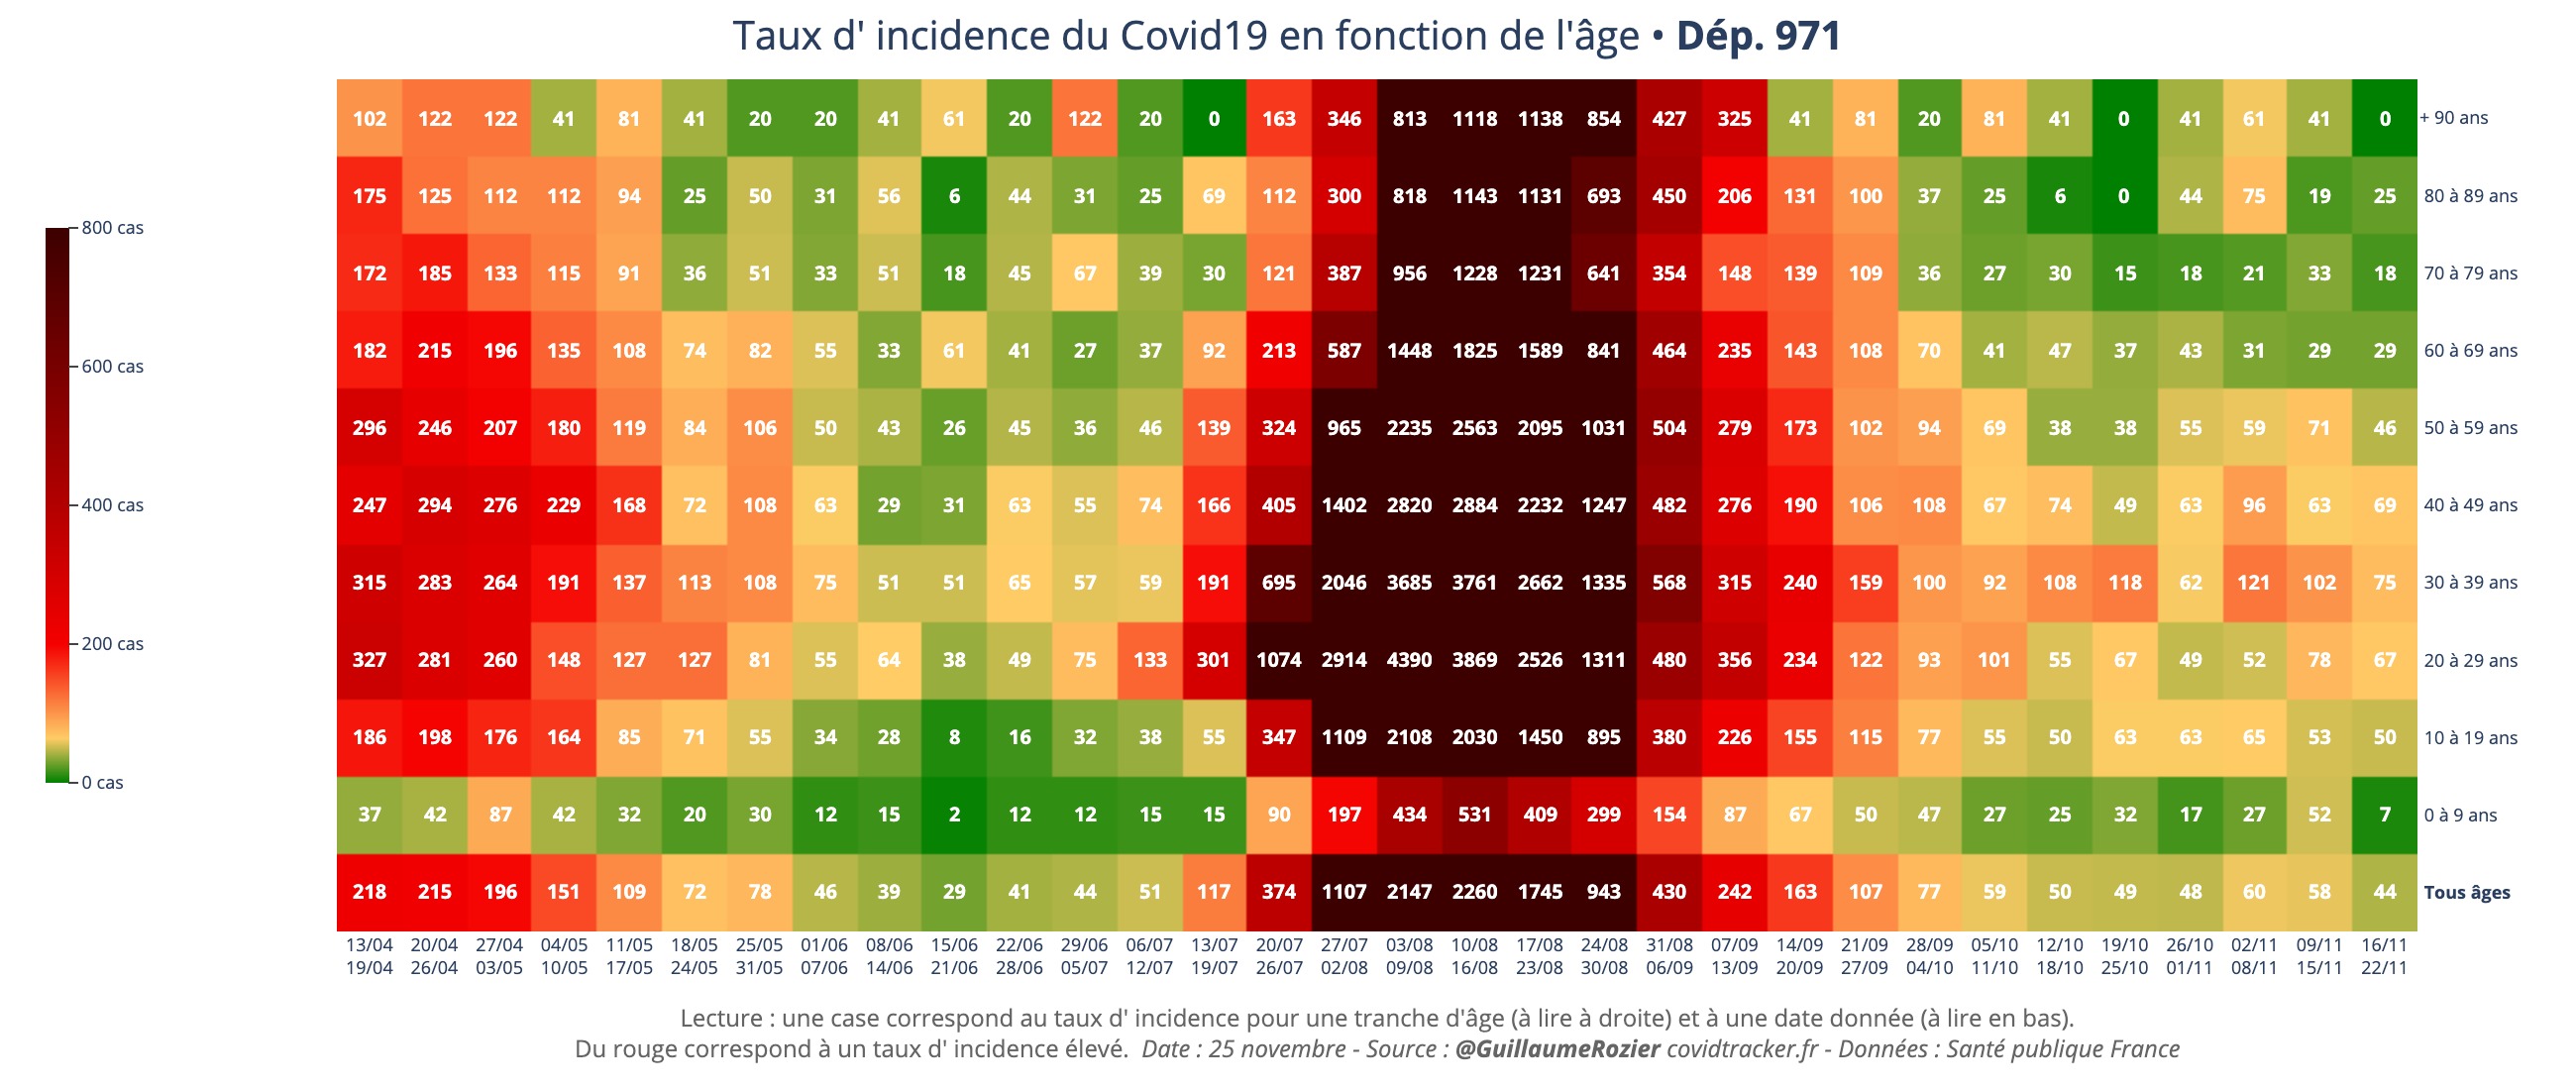 Taux d' incidence du Covid19 en fonction de l'âge • Dép. 971
800 cas
600 cas
400 cas
200 cas
0 cas
102 122 122 41 81 41 20 20 41 61 20 122 20 0 163 346 813 1118 1138 854 427 325 41 81 20 81 41 0 41 61 41 0 + 90 ans
175 125 112 112 94 25 50 31 56 6 44 31 25 69 112 300 818 1143 1131 693 450 206 131 100 37 25 6 0 44 75 19 25 80 à 89 ans
172 185 133 115 91 36 51 33 51 18 45 67 39 30 121 387 956 1228 1231 641 354 148 139 109 36 27 30 15 18 21 33 18 70 à 79 ans
182 215 196 135 108 74 82 55 33 61 41 27 37 92 213 587 1448 1825 1589 841 464 235 143 108 70 41 47 37 43 31 29 29 60 à 69 ans
296 246 207 180 119 84 106 50 43 26 45 36 46 139 324 965 2235 2563 2095 1031 504 279 173 102 94 69 38 38 55 59 71 46 50 à 59 ans
247 294 276 229 168 72 108 63 29 31 63 55 74 166 405 1402 2820 2884 2232 1247 482 276 190 106 108 67 74 49 63 96 63 69 40 à 49 ans
315 283 264 191 137 113 108 75 51 51 65 57 59 191 695 2046 3685 3761 2662 1335 568 315 240 159 100 92 108 118 62 121 102 75 30 à 39 ans
327 281 260 148 127 127 81 55 64 38 49 75 133 301 1074 2914 4390 3869 2526 1311 480 356 234 122 93 101 55 67 49 52 78 67 20 à 29 ans
186 198 176 164 85 71 55 34 28 8 16 32 38 55 347 1109 2108 2030 1450 895 380 226 155 115 77 55 50 63 63 65 53 50 10 à 19 ans
37 42 87 42 32 20 30 12 15 2 12 12 15 15 90 197 434 531 409 299 154 87 67 50 47 27 25 32 17 27 52 7 0 à 9 ans
218 215 196 151 109 72 78 46 39 29 41 44 51 117 374 1107 2147 2260 1745 943 430 242 163 107 77 59 50 49 48 60 58 44 Tous âges
13/04 20/04 27/04 04/05 11/05 18/05 25/05 01/06 08/06 15/06 22/06 29/06 06/07 13/07 20/07 27/07 03/08 10/08 17/08 24/08 31/08 07/09 14/09 21/09 28/09 05/10 12/10 19/10 26/10 02/11 09/11 16/11
19/04 26/04 03/05 10/05 17/05 24/05 31/05 07/06 14/06 21/06 28/06 05/07 12/07 19/07 26/07 02/08 09/08 16/08 23/08 30/08 06/09 13/09 20/09 27/09 04/10 11/10 18/10 25/10 01/11 08/11 15/11 22/11
Lecture : une case correspond au taux d' incidence pour une tranche d'âge (à lire à droite) et à une date donnée (à lire en bas).
Du rouge correspond à un taux d' incidence élevé. Date : 25 novembre - Source : @GuillaumeRozier covidtracker.fr - Données : Santé publique France